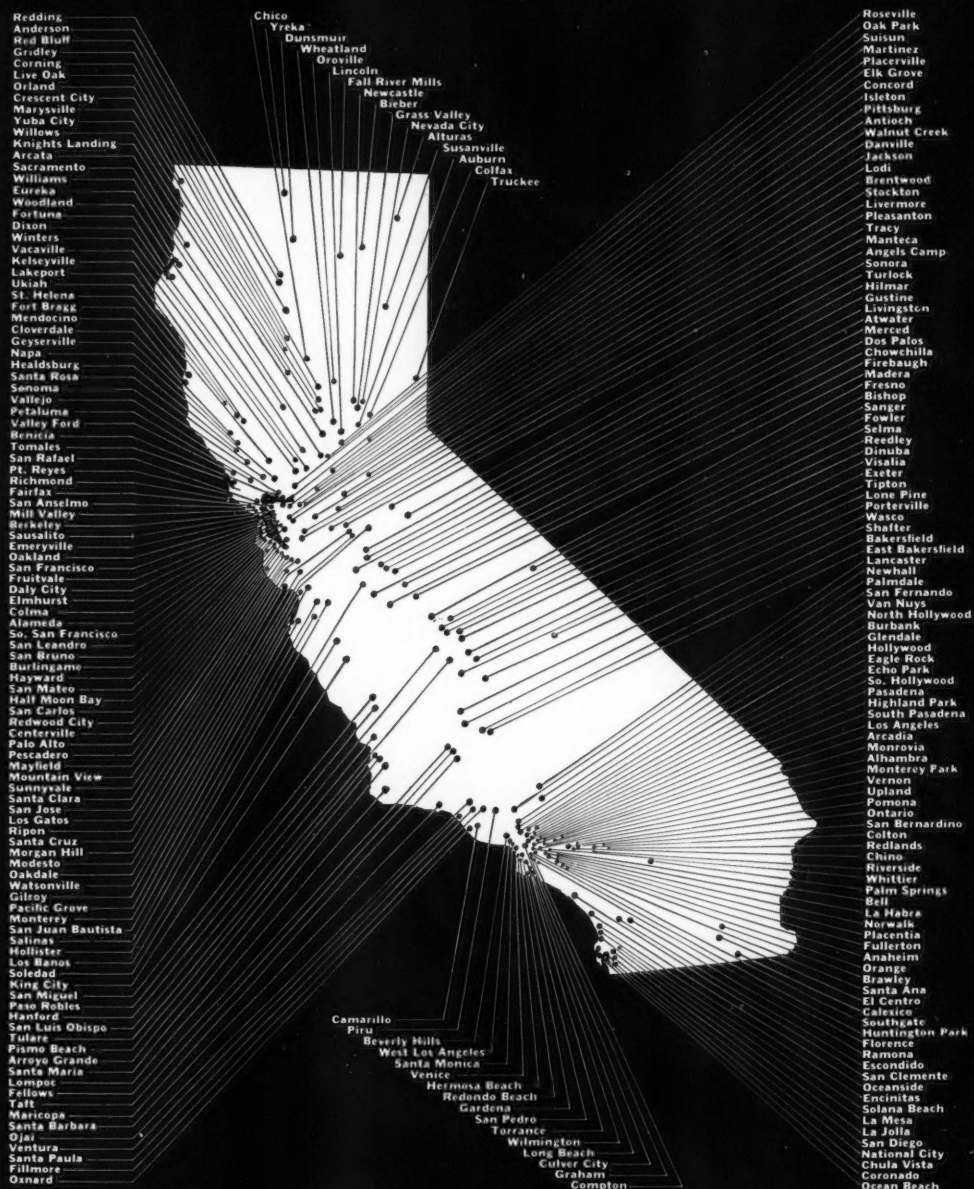 Redding
Anderson
Red Bluff
Gridley
Corning
Live Oak
Orland
Crescent City
Marysville
Yuba City
Willows
Knights Landing
Arcata
Sacramento
Williams
Eureka
Woodland
Fortuna
Dixon
Winters
Vacaville
Kelseyville
Lakeport
Ukiah
St. Helena
Fort Bragg
Mendocino
Cloverdale
Geyserville
Napa
Healdsburg
Santa Rosa
Sonoma
Vallejo
Petaluma
Valley Ford
Benicia
Tomales
San Rafael
Pt. Reyes
Richmond
Fairfax
San Anselmo
Mill Valley
Berkeley
Sausalito
Emeryville
Oakland
San Francisco
Fruitvale
Daly City
Elmhurst
Colma
Alameda
So. San Francisco
San Leandro
San Bruno
Burlingame
Hayward
San Mateo
Half Moon Bay
San Carlos
Redwood City
Centerville
Palo Alto
Pescadero
Mayfield
Mountain View
Sunnyvale
Santa Clara
San Jose
Los Gatos
Ripon
Santa Cruz
Morgan Hill
Modesto
Oakdale
Watsonville
Gilroy
Pacific Grove
Monterey
San Juan Bautista
Salinas
Hollister
Los Banos
Soledad
King City
San Miguel
Paso Robles
Hanford
San Luis Obispo
Tulare
Pismo Beach
Arroyo Grande
Santa Maria
Lompoc
Fellows
Taft
Maricopa
Santa Barbara
Ojai
Ventura
Santa Paula
Fillmore
Oxnard
Chico
Yreka
Dunsmuir
Wheatland
Oroville
Lincoln
Fall River Mills
Newcastle
Bieber
Grass Valley
Nevada City
Alturas
Susanville
Auburn
Colfax
Truckee
Camarillo
Piru
Beverly Hills
West Los Angeles
Santa Monica
Venice
Hermosa Beach
Redondo Beach
Gardena
San Pedro
Torrance
Wilmington
Long Beach
Culver City
Graham
Compton
Roseville
Oak Park
Suisun
Martinez
Placerville
Elk Grove
Concord
Isleton
Pittsburg
Antioch
Walnut Creek
Danville
Jackson
Lodi
Brentwood
Stockton
Livermore
Pleasanton
Tracy
Manteca
Angels Camp
Sonora
Turlock
Hilmar
Gustine
Livingston
Atwater
Merced
Dos Palos
Chowchilla
Firebaugh
Madera
Fresno
Bishop
Sanger
Fowler
Selma
Reedley
Dinuba
Visalia
Exeter
Tipton
Lone Pine
Porterville
Wasco
Shafter
Bakersfield
East Bakersfield
Lancaster
Newhall
Palmdale
San Fernando
Van Nuys
North Hollywood
Burbank
Glendale
Hollywood
Eagle Rock
Echo Park
So. Hollywood
Pasadena
Highland Park
South Pasadena
Los Angeles
Arcadia
Monrovia
Alhambra
Monterey Park
Vernon
Upland
Pomona
Ontario
San Bernardino
Colton
Redlands
Chino
Riverside
Whittier
Palm Springs
Bell
La Habra
Norwalk
Placentia
Fullerton
Anaheim
Orange
Brawley
Santa Ana
El Centro
Calexico
Southgate
Huntington Park
Florence
Ramona
Escondido
San Clemente
Oceanside
Encinitas
Solana Beach
La Mesa
La Jolla
San Diego
National City
Chula Vista
Coronado
Ocean Beach